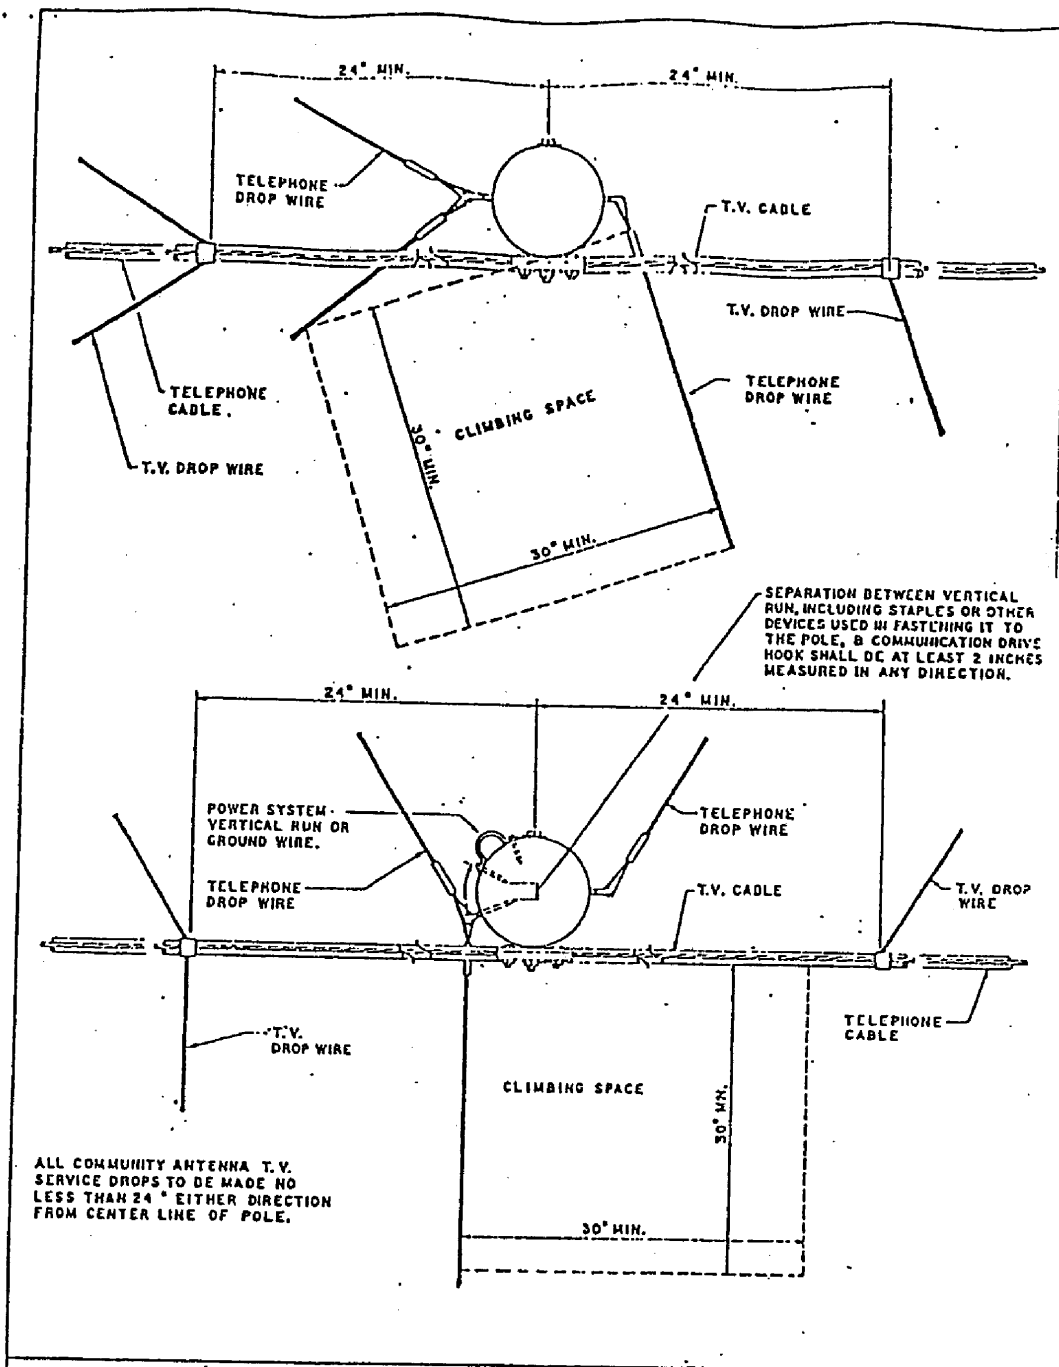 24" MIN.
24" MIN.
TELEPHONE
DROP WIRE
T.V. CABLE
T.V. DROP WIRE
TELEPHONE
DROP WIRE
TELEPHONE
CABLE.
T.V. DROP WIRE
CLIMBING SPACE
30" MIN.
30" MIN.
SEPARATION BETWEEN VERTICAL
RUN, INCLUDING STAPLES OR OTHER
DEVICES USED IN FASTENING IT TO
THE POLE, & COMMUNICATION DRIVE
HOOK SHALL BE AT LEAST 2 INCHES
MEASURED IN ANY DIRECTION.
24" MIN.
24" MIN.
POWER SYSTEM
VERTICAL RUN OR
GROUND WIRE.
TELEPHONE
DROP WIRE
TELEPHONE
DROP WIRE
T.V. CABLE
T.V. DROP
WIRE
T.V.
DROP WIRE
TELEPHONE
CABLE
CLIMBING SPACE
30" MIN.
30" MIN.
ALL COMMUNITY ANTENNA T.V.
SERVICE DROPS TO BE MADE NO
LESS THAN 24" EITHER DIRECTION
FROM CENTER LINE OF POLE.